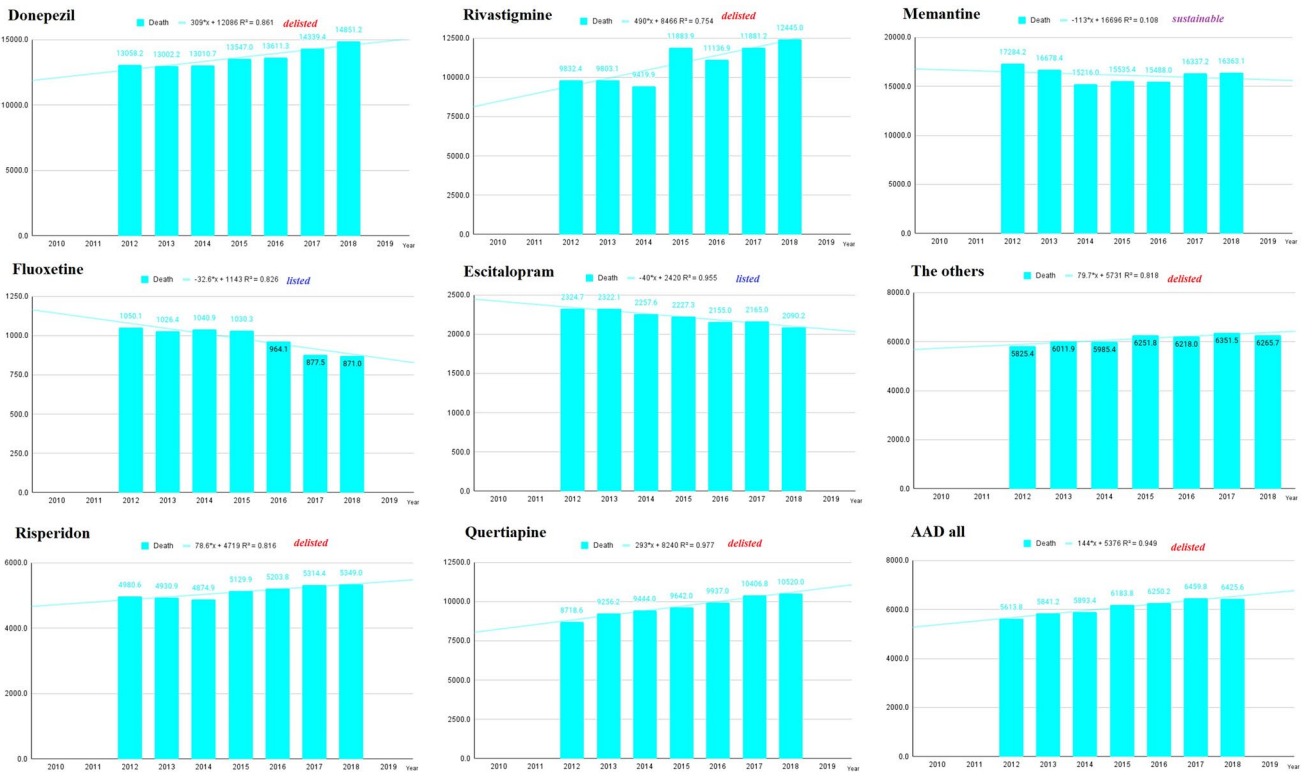 Donepezil
Death 309*x + 12086 R² = 0.861 delisted
15000.0
10000.0
5000.0
0.0
13059.2 13002.2 13010.7 13547.0 13611.3 14339.4 14851.2
2010 2011 2012 2013 2014 2015 2016 2017 2018 2019 Year
Rivastigmine
Death 490*x + 8466 R² = 0.754 delisted
12500.0
10000.0
7500.0
5000.0
2500.0
0.0
9832.4 9803.1 9419.9 11883.9 11136.9 11881.2 12445.0
2010 2011 2012 2013 2014 2015 2016 2017 2018 2019 Year
Memantine
Death -113*x + 16696 R² = 0.108 sustainable
20000.0
15000.0
10000.0
5000.0
0.0
17284.2 16678.4 15216.0 15535.4 15488.0 16337.2 16363.1
2010 2011 2012 2013 2014 2015 2016 2017 2018 2019 Year
Fluoxetine
Death -32.6*x + 1143 R² = 0.826 listed
1250.0
1000.0
750.0
500.0
250.0
0.0
1050.1 1026.4 1040.9 1030.3 964.1 877.5 871.0
2010 2011 2012 2013 2014 2015 2016 2017 2018 2019 Year
Escitalopram
Death -40*x + 2420 R² = 0.955 listed
2500.0
2000.0
1500.0
1000.0
500.0
0.0
2324.7 2322.1 2257.6 2227.3 2155.0 2165.0 2090.2
2010 2011 2012 2013 2014 2015 2016 2017 2018 2019 Year
The others
Death 79.7*x + 5731 R² = 0.818 delisted
8000.0
6000.0
4000.0
2000.0
0.0
5825.4 6011.9 5985.4 6251.8 6218.0 6351.5 6265.7
2010 2011 2012 2013 2014 2015 2016 2017 2018 2019 Year
Risperidon
Death 78.6*x + 4719 R² = 0.816 delisted
6000.0
4000.0
2000.0
0.0
4980.6 4930.9 4874.9 5129.9 5203.8 5314.4 5349.0
2010 2011 2012 2013 2014 2015 2016 2017 2018 2019 Year
Quertiapine
Death 293*x + 8240 R² = 0.977 delisted
12500.0
10000.0
7500.0
5000.0
2500.0
0.0
8718.6 9256.2 9444.0 9642.0 9937.0 10406.8 10520.0
2010 2011 2012 2013 2014 2015 2016 2017 2018 2019 Year
AAD all
Death 144*x + 5376 R² = 0.949 delisted
8000.0
6000.0
4000.0
2000.0
0.0
5613.8 5841.2 5893.4 6183.8 6250.2 6459.8 6423.6
2010 2011 2012 2013 2014 2015 2016 2017 2018 2019 Year